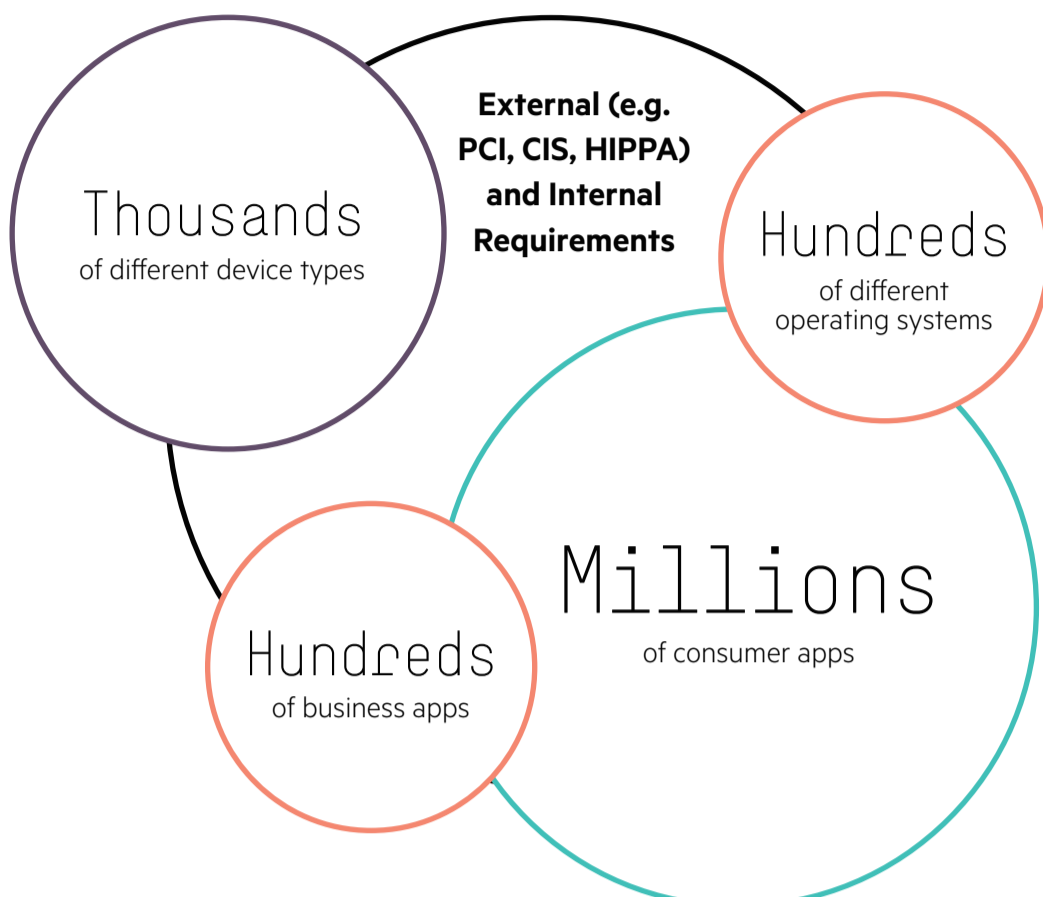 External (e.g.
PCI, CIS, HIPPA)
and Internal
Requirements
Thousands
of different device types
Hundreds
of different
operating systems
Millions
of consumer apps
Hundreds
of business apps